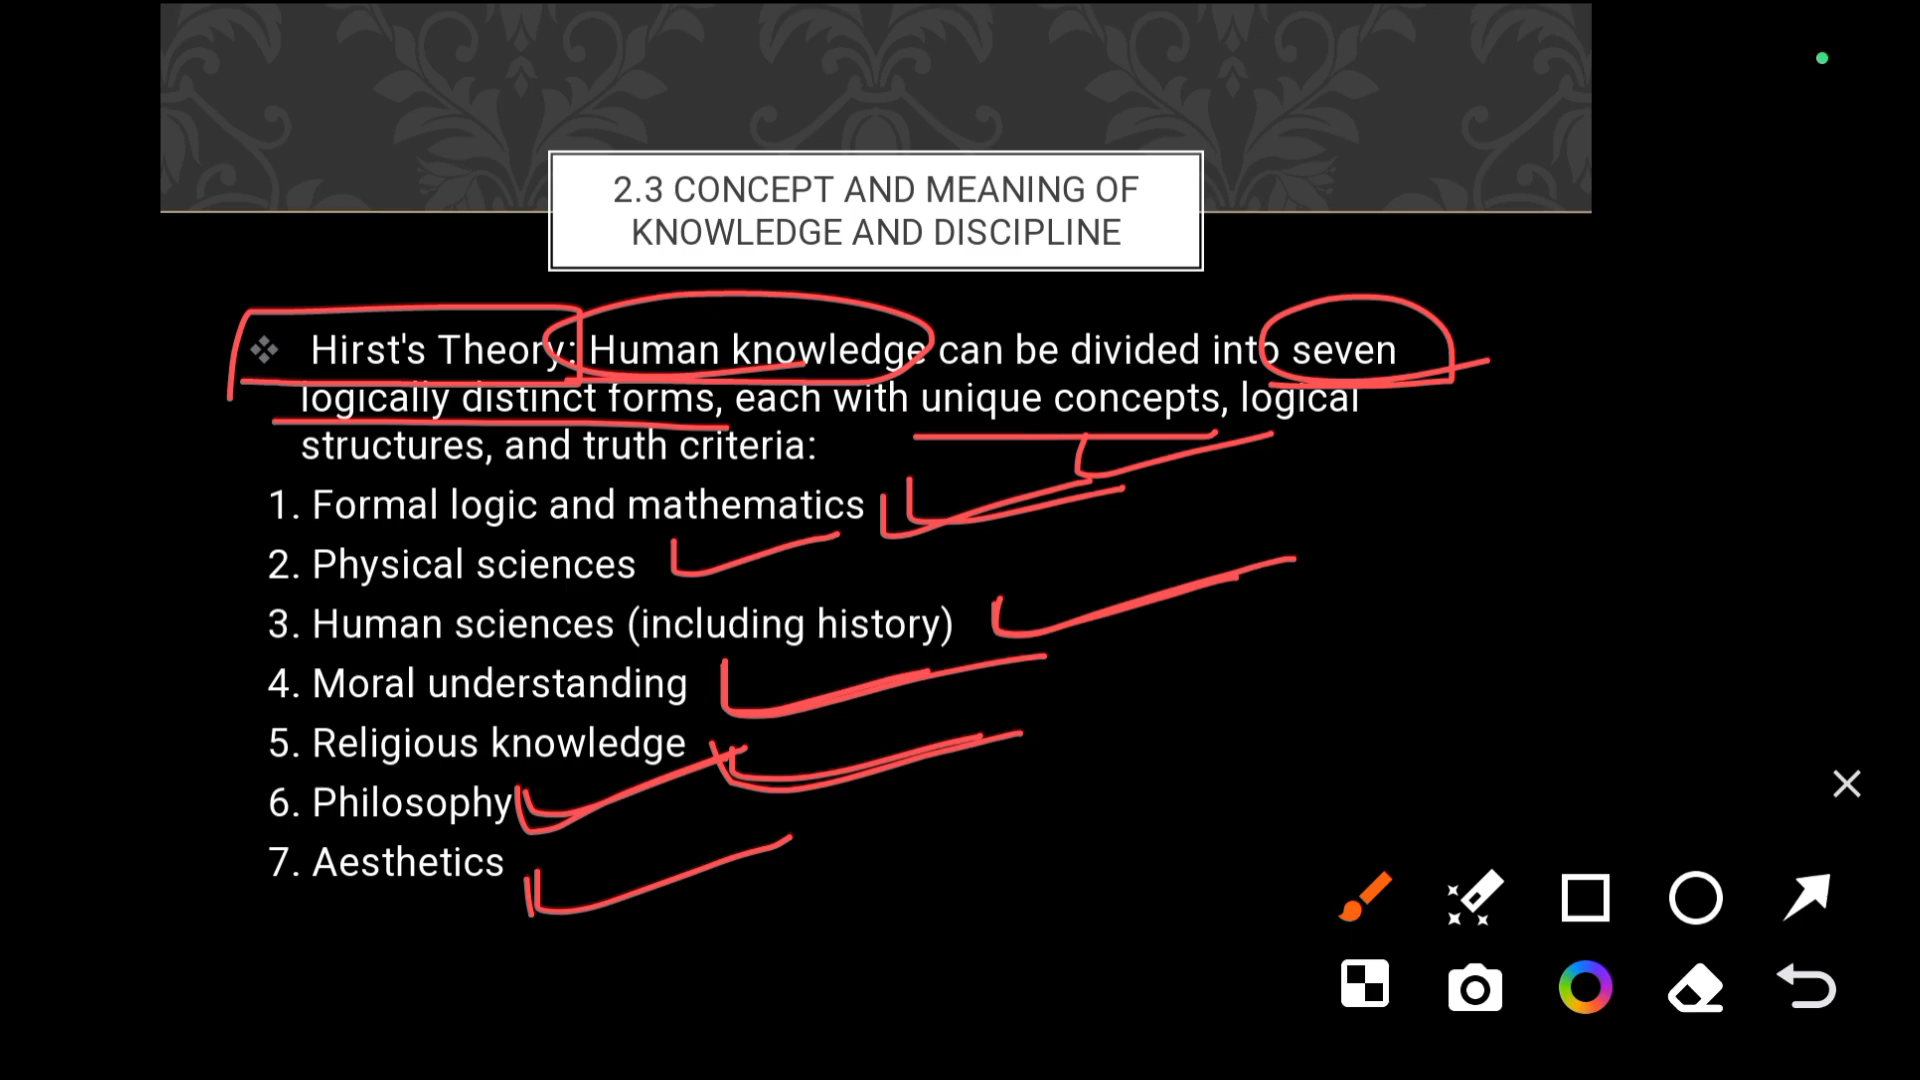 2.3 CONCEPT AND MEANING OF
KNOWLEDGE AND DISCIPLINE
❖ Hirst's Theory: Human knowledge can be divided into seven
logically distinct forms, each with unique concepts, logical
structures, and truth criteria:
1. Formal logic and mathematics
2. Physical sciences
3. Human sciences (including history)
4. Moral understanding
5. Religious knowledge
6. Philosophy
7. Aesthetics